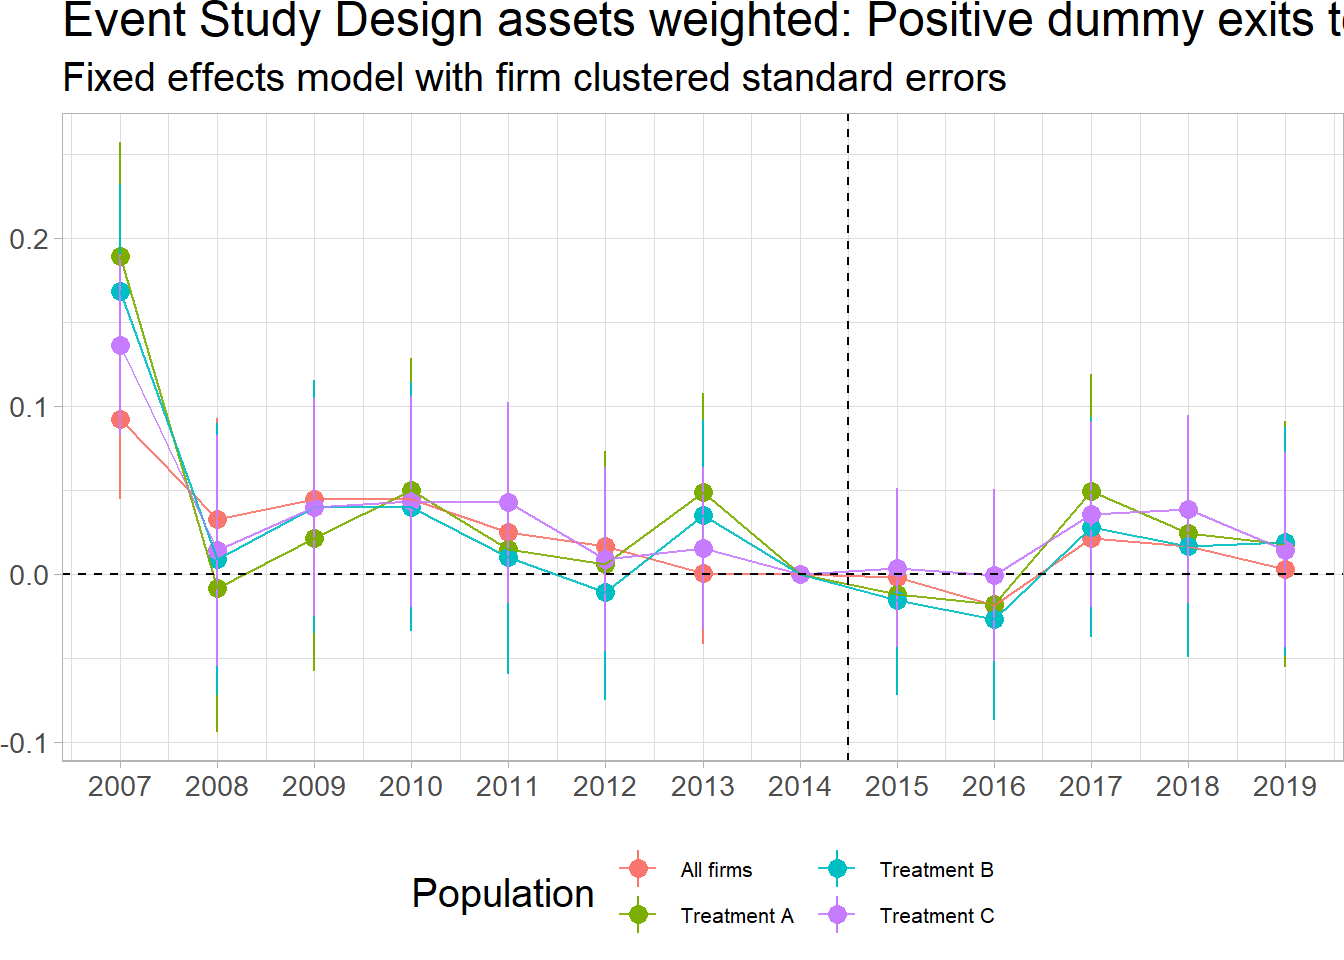 Event Study Design assets weighted: Positive dummy exits
Fixed effects model with firm clustered standard errors
0.2
0.1
0.0
-0.1
2007 2008 2009 2010 2011 2012 2013 2014 2015 2016 2017 2018 2019
Population
All firms
Treatment A
Treatment B
Treatment C